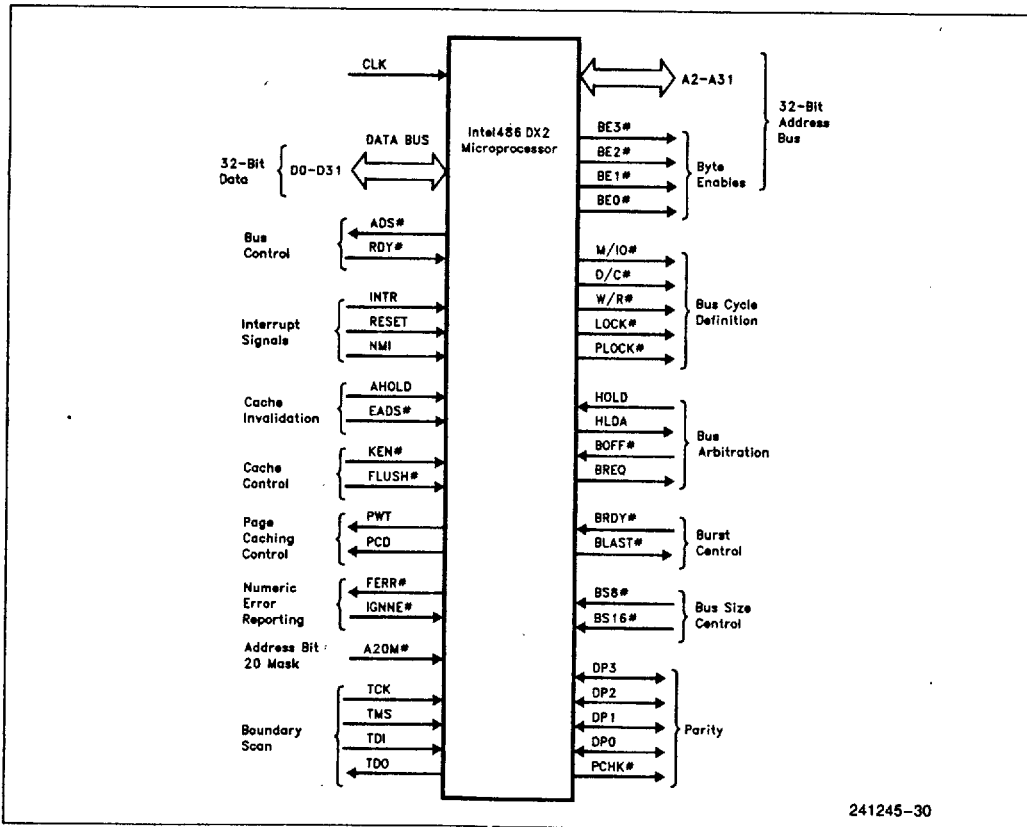 CLK
DATA BUS
32-Bit
Data
D0-D31
ADS#
RDY#
Bus
Control
INTR
RESET
NMI
Interrupt
Signals
AHOLD
EADS#
Cache
Invalidation
KEN#
FLUSH#
Cache
Control
PWT
PCD
Page
Caching
Control
FERR#
IGNNE#
Numeric
Error
Reporting
Address Bit
20 Mask
A20M#
TCK
TMS
TDI
TDO
Boundary
Scan
Intel486 DX2
Microprocessor
A2-A31
32-Bit
Address
Bus
BE3#
BE2#
BE1#
BE0#
Byte
Enables
M/IO#
D/C#
W/R#
LOCK#
PLOCK#
Bus Cycle
Definition
HOLD
HLDA
BOFF#
BREQ
Bus
Arbitration
BRDY#
BLAST#
Burst
Control
BS8#
BS16#
Bus Size
Control
DP3
DP2
DP1
DP0
PCHK#
Parity
241245-30